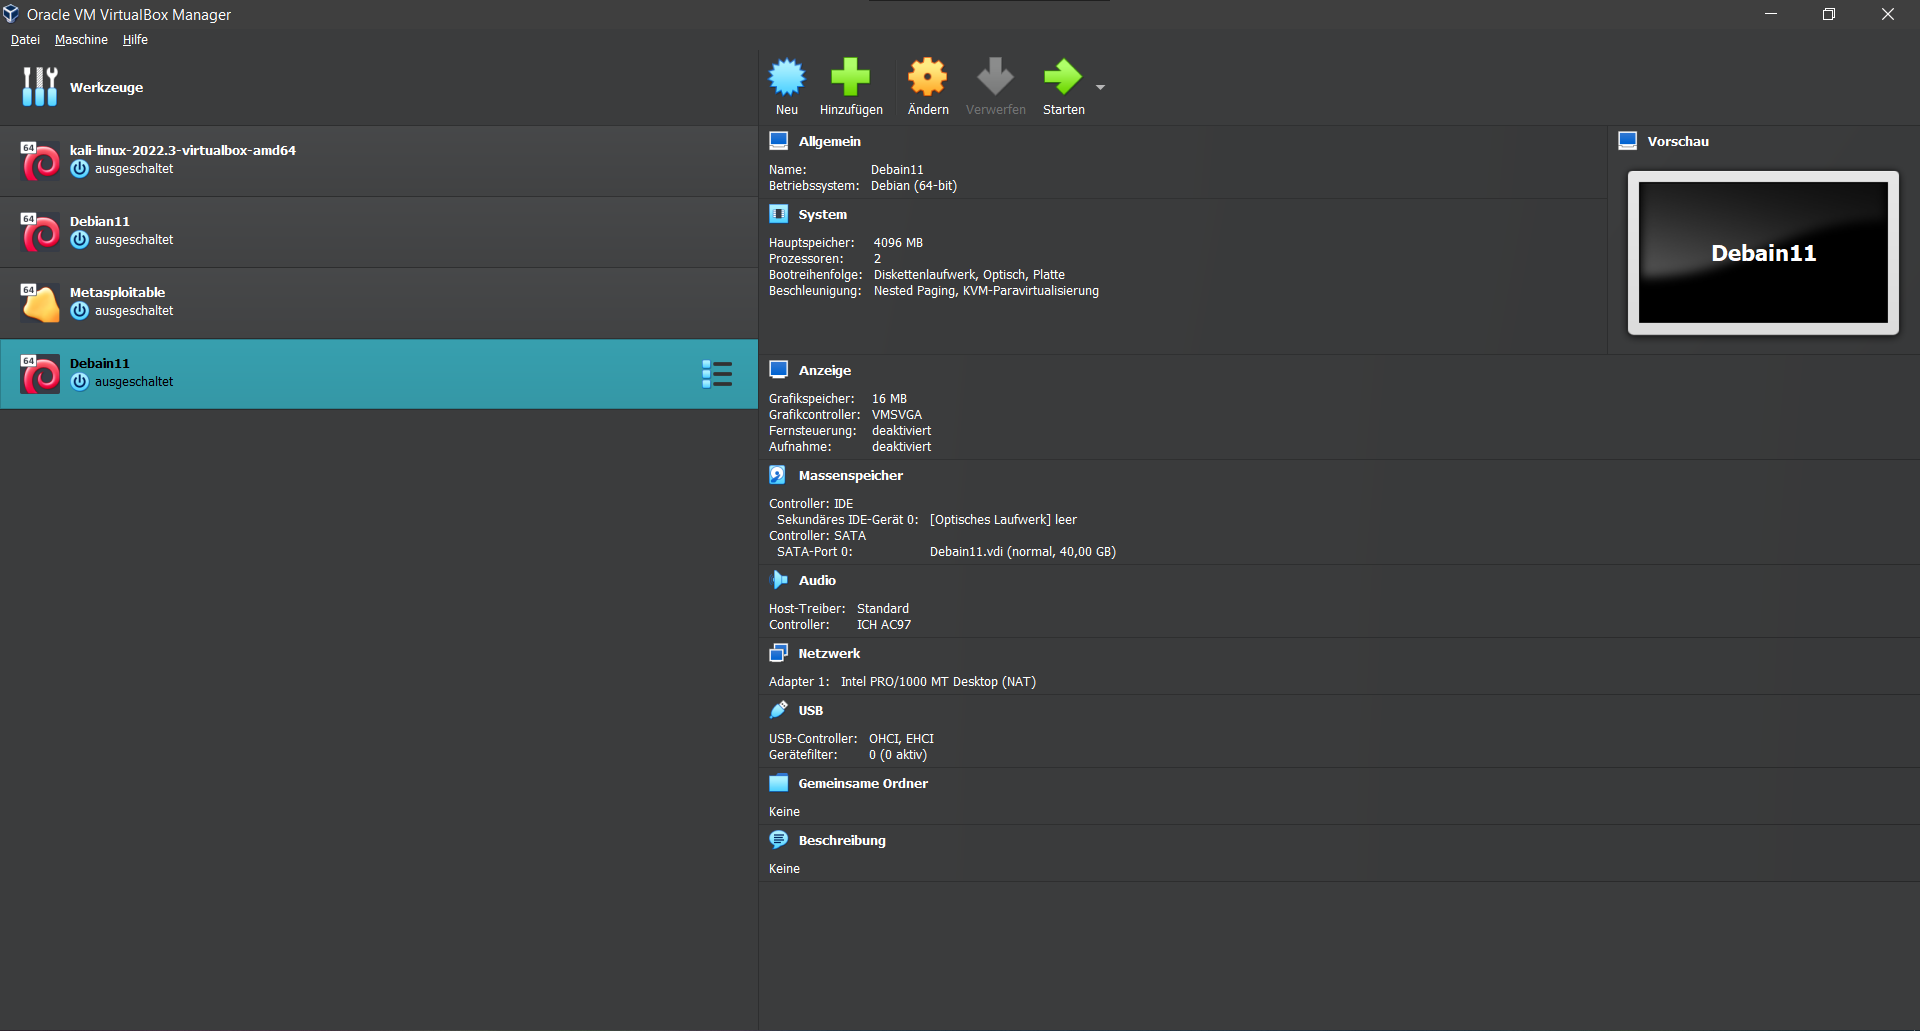 Oracle VM VirtualBox Manager
Datei Maschine Hilfe
Werkzeuge
Neu Hinzufügen Ändern Verwerfen Starten
64
kali-linux-2022.3-virtualbox-amd64
ausgeschaltet
64
Debian11
ausgeschaltet
64
Metasploitable
ausgeschaltet
64
Debain11
ausgeschaltet
Allgemein
Name: Debain11
Betriebssystem: Debian (64-bit)
System
Hauptspeicher: 4096 MB
Prozessoren: 2
Bootreihenfolge: Diskettenlaufwerk, Optisch, Platte
Beschleunigung: Nested Paging, KVM-Paravirtualisierung
Vorschau
Debain11
Anzeige
Grafikspeicher: 16 MB
Grafikcontroller: VMSVGA
Fernsteuerung: deaktiviert
Aufnahme: deaktiviert
Massenspeicher
Controller: IDE
Sekundäres IDE-Gerät 0: [Optisches Laufwerk] leer
Controller: SATA
SATA-Port 0: Debain11.vdi (normal, 40,00 GB)
Audio
Host-Treiber: Standard
Controller: ICH AC97
Netzwerk
Adapter 1: Intel PRO/1000 MT Desktop (NAT)
USB
USB-Controller: OHCI, EHCI
Gerätefilter: 0 (0 aktiv)
Gemeinsame Ordner
Keine
Beschreibung
Keine